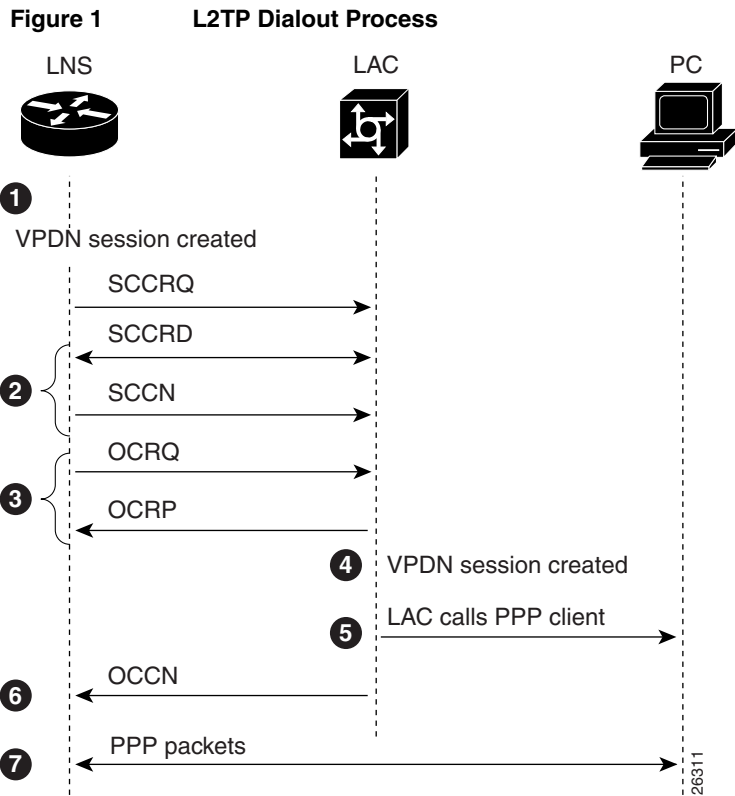 Figure 1 L2TP Dialout Process
LNS LAC PC
1
VPDN session created
SCCRQ
SCCRD
2
SCCN
OCRQ
3
OCRP
4 VPDN session created
LAC calls PPP client
5
OCCN
6
PPP packets
7
26311